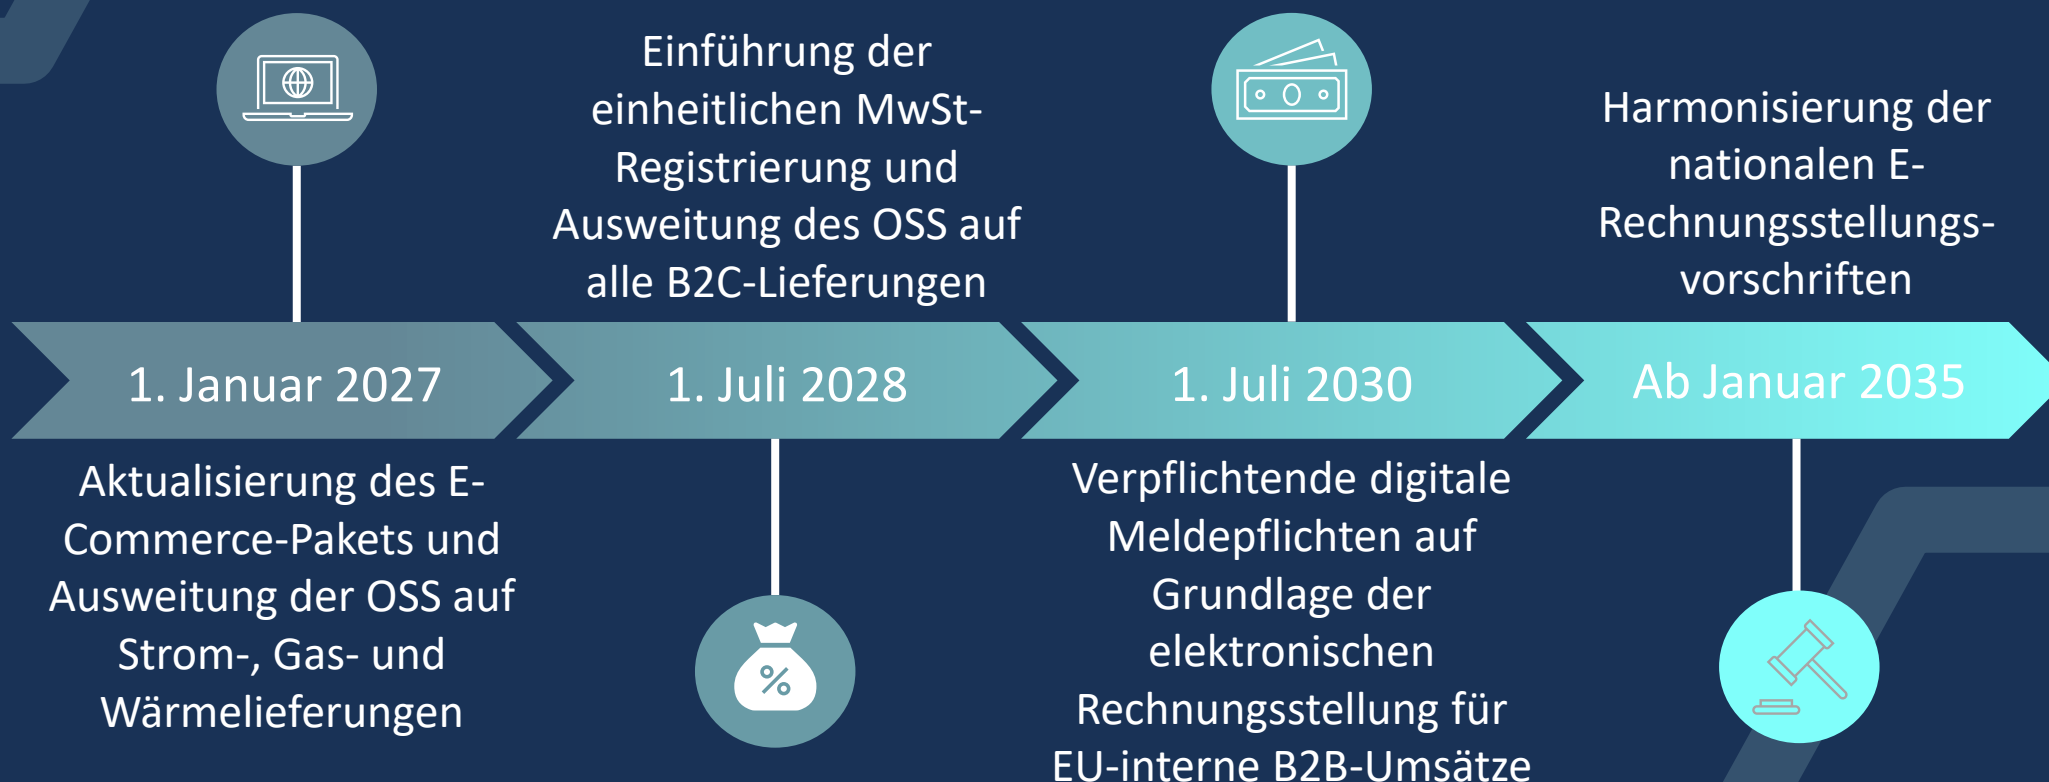 1. Januar 2027
Aktualisierung des E-
Commerce-Pakets und
Ausweitung der OSS auf
Strom-, Gas- und
Wärmelieferungen
Einführung der
einheitlichen MwSt-
Registrierung und
Ausweitung des OSS auf
alle B2C-Lieferungen
1. Juli 2028
%
1. Juli 2030
Verpflichtende digitale
Meldepflichten auf
Grundlage der
elektronischen
Rechnungsstellung für
EU-interne B2B-Umsätze
Harmonisierung der
nationalen E-
Rechnungsstellungs-
vorschriften
Ab Januar 2035